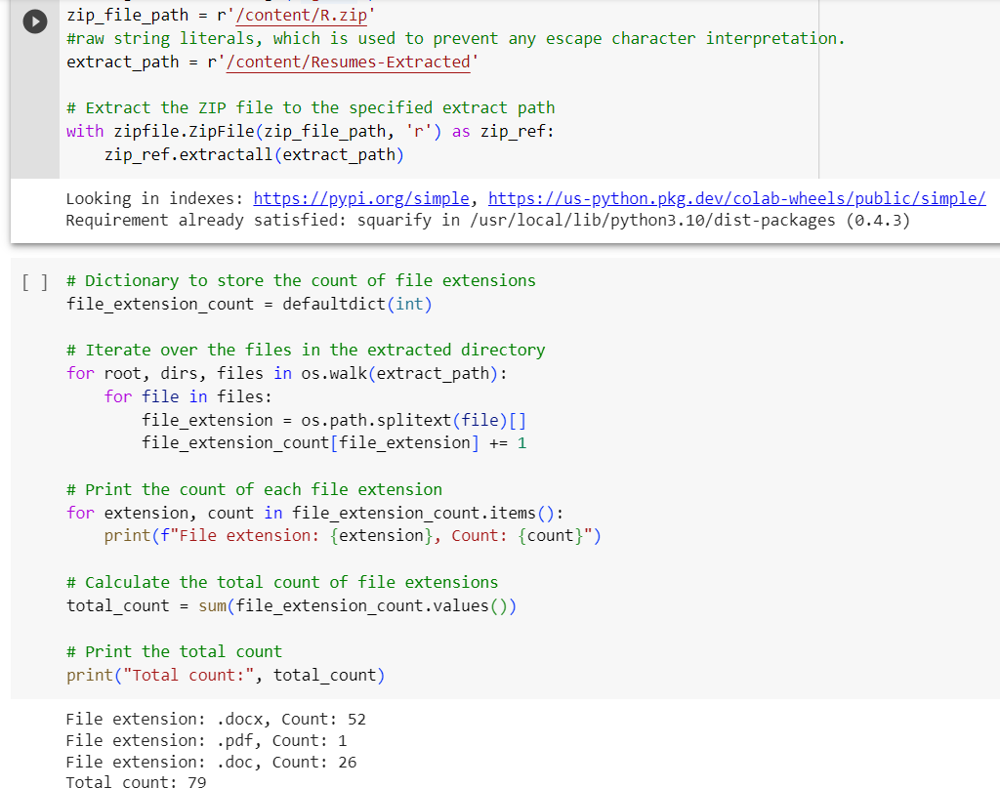 zip_file_path = r'/content/R.zip'
#raw string literals, which is used to prevent any escape character interpretation.
extract_path = r'/content/Resumes-Extracted'

# Extract the ZIP file to the specified extract path
with zipfile.ZipFile(zip_file_path, 'r') as zip_ref:
    zip_ref.extractall(extract_path)

Looking in indexes: https://pypi.org/simple, https://us-python.pkg.dev/colab-wheels/public/simple/
Requirement already satisfied: squarify in /usr/local/lib/python3.10/dist-packages (0.4.3)

[ ] # Dictionary to store the count of file extensions
file_extension_count = defaultdict(int)

# Iterate over the files in the extracted directory
for root, dirs, files in os.walk(extract_path):
    for file in files:
        file_extension = os.path.splitext(file)[]
        file_extension_count[file_extension] += 1

# Print the count of each file extension
for extension, count in file_extension_count.items():
    print(f"File extension: {extension}, Count: {count}")

# Calculate the total count of file extensions
total_count = sum(file_extension_count.values())

# Print the total count
print("Total count:", total_count)

File extension: .docx, Count: 52
File extension: .pdf, Count: 1
File extension: .doc, Count: 26
Total count: 79